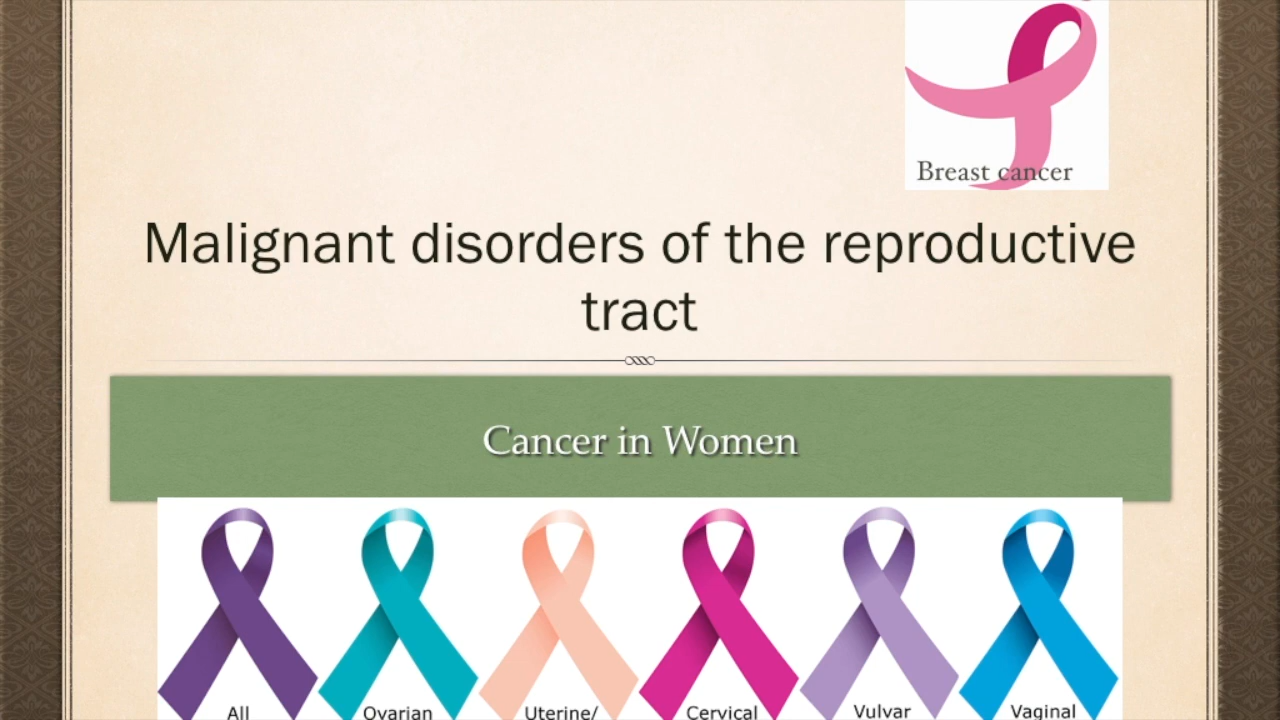 Breast cancer
Malignant disorders of the reproductive
tract
Cancer in Women
All
Ovarian
Uterine/
Cervical
Vulvar
Vaginal